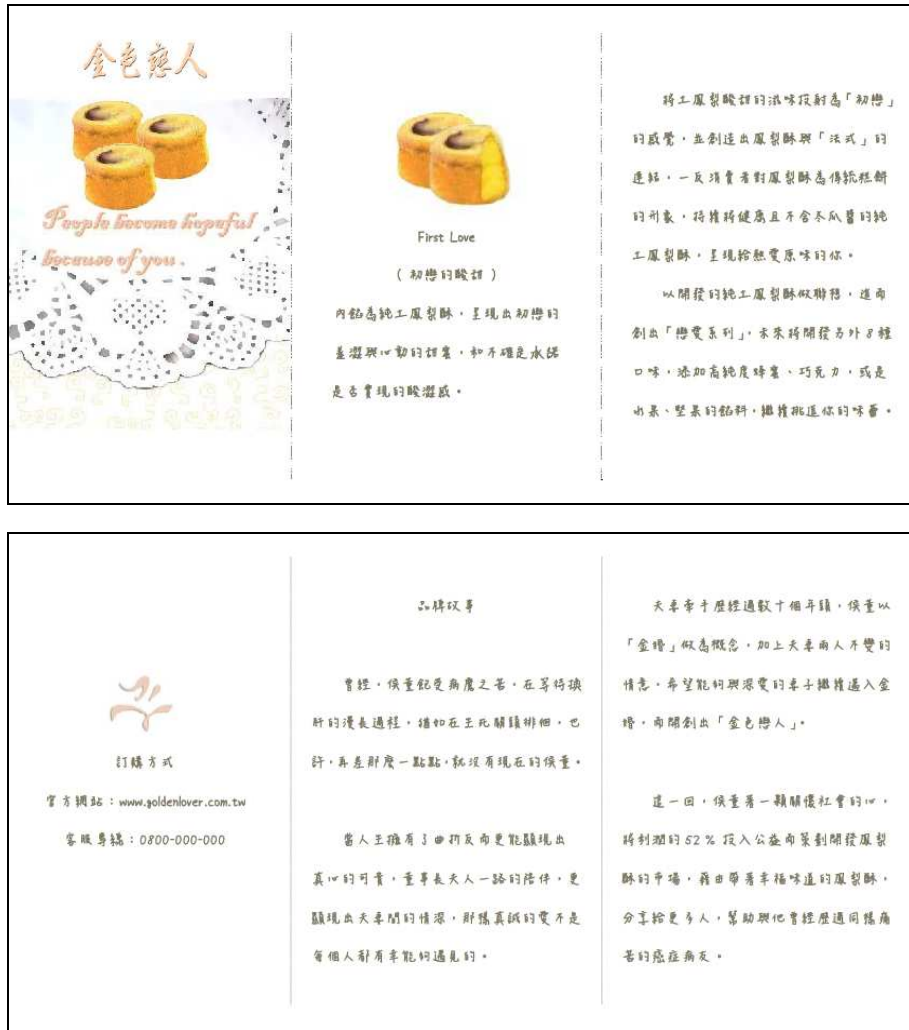 金色戀人
People become hopeful
because of you .
First Love
( 初戀的酸甜 )
內餡為純土鳳梨酥，呈現出初戀的
羞澀與心動的甜蜜，和不確定承諾
是否實現的酸澀感。
將土鳳梨酸甜的滋味投射為「初戀」
的感覺，並創造出鳳梨酥與「法式」的
連結，一反消費者對鳳梨酥為傳統糕餅
的形象，持續將健康且不含冬瓜醬的純
土鳳梨酥，呈現給熱愛原味的你。
以開發的純土鳳梨酥做聯想，進而
創出「戀愛系列」，未來將開發另外8種
口味，添加高純度蜂蜜、巧克力，或是
水果、堅果的餡料，繼續挑逗你的味蕾。
訂購方式
官方網站：www.goldenlover.com.tw
客服專線：0800-000-000
品牌故事
曾經，侯董飽受病魔之苦，在等待換
肝的漫長過程，猶如在生死關頭徘徊，也
許，再差那麼一點點，就沒有現在的侯董。
當人生擁有了曲折反而更能顯現出
真心的可貴，董事長夫人一路的陪伴，更
顯現出夫妻間的情深，那樣真誠的愛不是
每個人都有幸能夠遇見的。
夫妻牽手歷經過數十個年頭，侯董以
「金婚」做為概念，加上夫妻兩人不變的
情意，希望能夠與深愛的妻子繼續邁入金
婚，而開創出「金色戀人」。
這一回，侯董著一顆關懷社會的心，
將利潤的52％投入公益而策劃開發鳳梨
酥的市場，藉由帶著幸福味道的鳳梨酥，
分享給更多人，幫助與他曾經歷過同樣痛
苦的癌症病友。